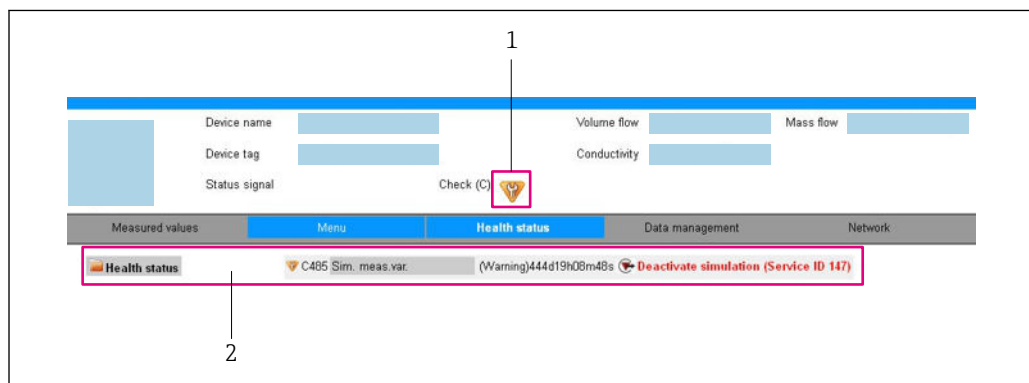 1
Device name
Volume flow
Mass flow
Device tag
Conductivity
Status signal
Check (C)
Measured values
Menu
Health status
Data management
Network
Health status
C485 Sim. meas.var.
(Warning)444d19h08m48s
Deactivate simulation (Service ID 147)
2